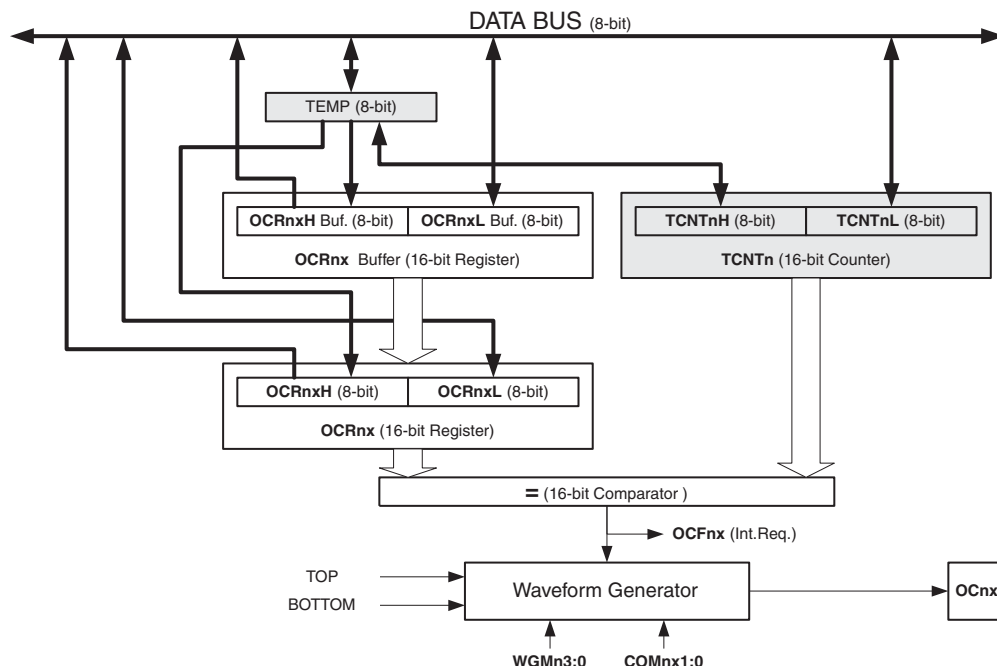 DATA BUS (8-bit)
TEMP (8-bit)
OCRnxH Buf. (8-bit) OCRnxL Buf. (8-bit)
OCRnx Buffer (16-bit Register)
TCNTnH (8-bit) TCNTnL (8-bit)
TCNTn (16-bit Counter)
OCRnxH (8-bit) OCRnxL (8-bit)
OCRnx (16-bit Register)
= (16-bit Comparator )
OCFnx (Int.Req.)
TOP
BOTTOM
Waveform Generator
OCnx
WGMn3:0 COMnx1:0